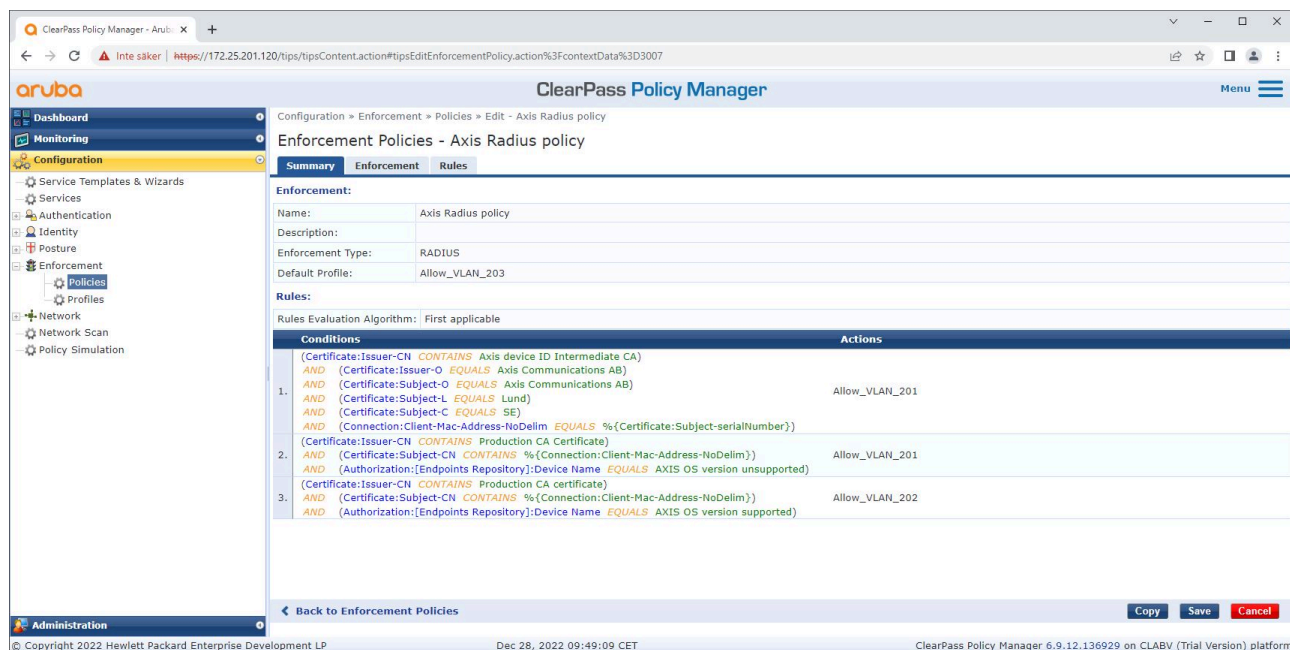 ClearPass Policy Manager - Arub
Inte säker | https://172.25.201.120/tips/tipsContent.action#tipsEditEnforcementPolicy.action%3FcontextData%3D3007
aruba
ClearPass Policy Manager
Menu
Dashboard
Monitoring
Configuration
Service Templates & Wizards
Services
Authentication
Identity
Posture
Enforcement
Policies
Profiles
Network
Network Scan
Policy Simulation
Administration
Configuration » Enforcement » Policies » Edit - Axis Radius policy
Enforcement Policies - Axis Radius policy
Summary Enforcement Rules
Enforcement:
Name: Axis Radius policy
Description:
Enforcement Type: RADIUS
Default Profile: Allow_VLAN_203
Rules:
Rules Evaluation Algorithm: First applicable
Conditions Actions
(Certificate:Issuer-CN CONTAINS Axis device ID Intermediate CA)
AND (Certificate:Issuer-O EQUALS Axis Communications AB)
AND (Certificate:Subject-O EQUALS Axis Communications AB)
1. AND (Certificate:Subject-L EQUALS Lund) Allow_VLAN_201
AND (Certificate:Subject-C EQUALS SE)
AND (Connection:Client-Mac-Address-NoDelim EQUALS %{Certificate:Subject-serialNumber})
(Certificate:Issuer-CN CONTAINS Production CA Certificate)
2. AND (Certificate:Subject-CN CONTAINS %{Connection:Client-Mac-Address-NoDelim}) Allow_VLAN_201
AND (Authorization:[Endpoints Repository]:Device Name EQUALS AXIS OS version unsupported)
(Certificate:Issuer-CN CONTAINS Production CA certificate)
3. AND (Certificate:Subject-CN CONTAINS %{Connection:Client-Mac-Address-NoDelim}) Allow_VLAN_202
AND (Authorization:[Endpoints Repository]:Device Name EQUALS AXIS OS version supported)
Back to Enforcement Policies
Copy Save Cancel
© Copyright 2022 Hewlett Packard Enterprise Development LP Dec 28, 2022 09:49:09 CET ClearPass Policy Manager 6.9.12.136929 on CLABV (Trial Version) platform